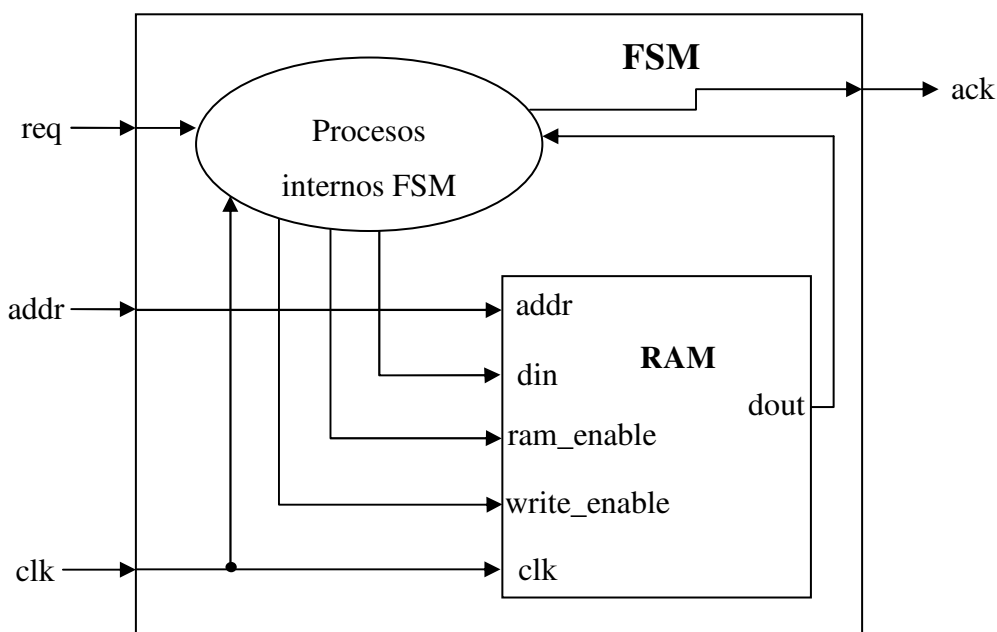 FSM
ack
req
Procesos
internos FSM
addr
addr
RAM
din
dout
ram_enable
write_enable
clk
clk